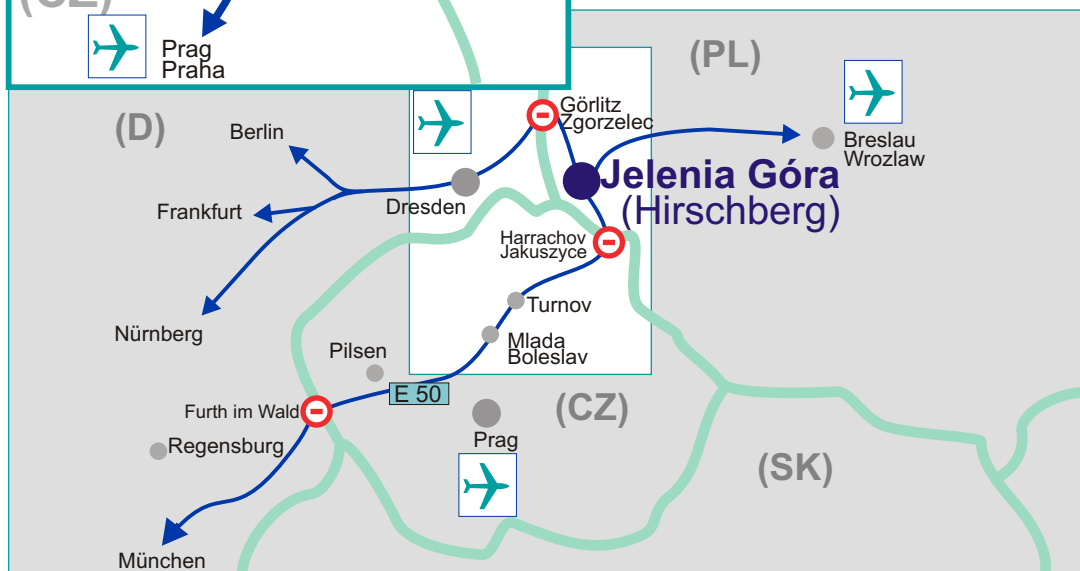 (CZ)
Prag
Praha
(PL)
(D)
Berlin
Görlitz
Zgorzelec
Breslau
Wrozlaw
Jelenia Góra
(Hirschberg)
Dresden
Frankfurt
Harrachov
Jakuszyce
Nürnberg
Turnov
Mlada
Boleslav
Pilsen
E 50
(CZ)
Furth im Wald
Prag
Regensburg
(SK)
München